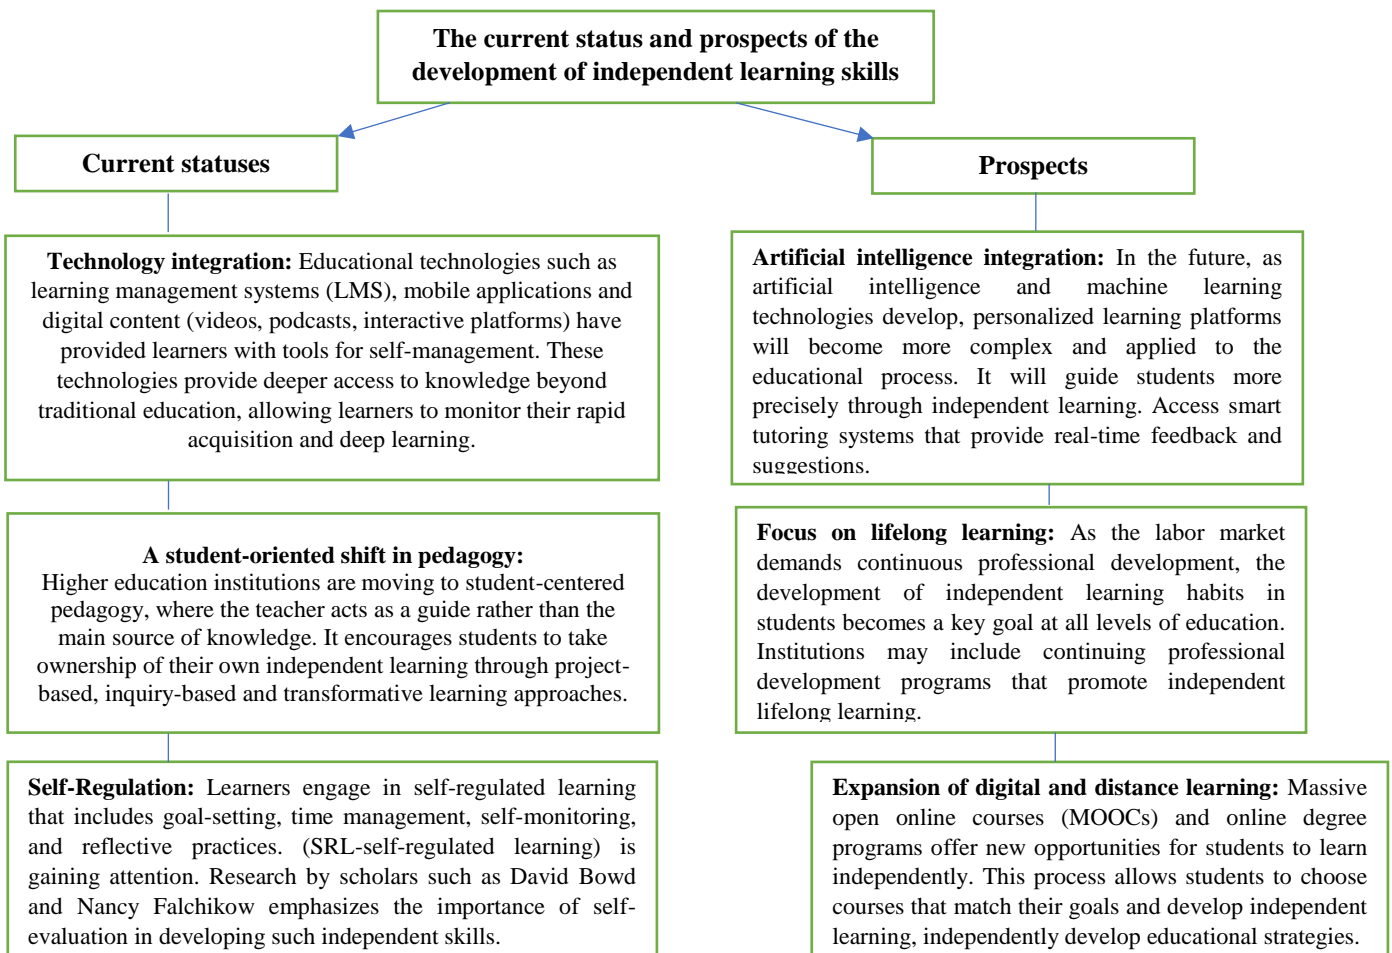 The current status and prospects of the
development of independent learning skills
Current statuses
Technology integration: Educational technologies such as
learning management systems (LMS), mobile applications and
digital content (videos, podcasts, interactive platforms) have
provided learners with tools for self-management. These
technologies provide deeper access to knowledge beyond
traditional education, allowing learners to monitor their rapid
acquisition and deep learning.
A student-oriented shift in pedagogy:
Higher education institutions are moving to student-centered
pedagogy, where the teacher acts as a guide rather than the
main source of knowledge. It encourages students to take
ownership of their own independent learning through project-
based, inquiry-based and transformative learning approaches.
Self-Regulation: Learners engage in self-regulated learning
that includes goal-setting, time management, self-monitoring,
and reflective practices. (SRL-self-regulated learning) is
gaining attention. Research by scholars such as David Bowd
and Nancy Falchikow emphasizes the importance of self-
evaluation in developing such independent skills.
Prospects
Artificial intelligence integration: In the future, as
artificial intelligence and machine learning
technologies develop, personalized learning platforms
will become more complex and applied to the
educational process. It will guide students more
precisely through independent learning. Access smart
tutoring systems that provide real-time feedback and
suggestions.
Focus on lifelong learning: As the labor market
demands continuous professional development, the
development of independent learning habits in
students becomes a key goal at all levels of education.
Institutions may include continuing professional
development programs that promote independent
lifelong learning.
Expansion of digital and distance learning: Massive
open online courses (MOOCs) and online degree
programs offer new opportunities for students to learn
independently. This process allows students to choose
courses that match their goals and develop independent
learning, independently develop educational strategies.